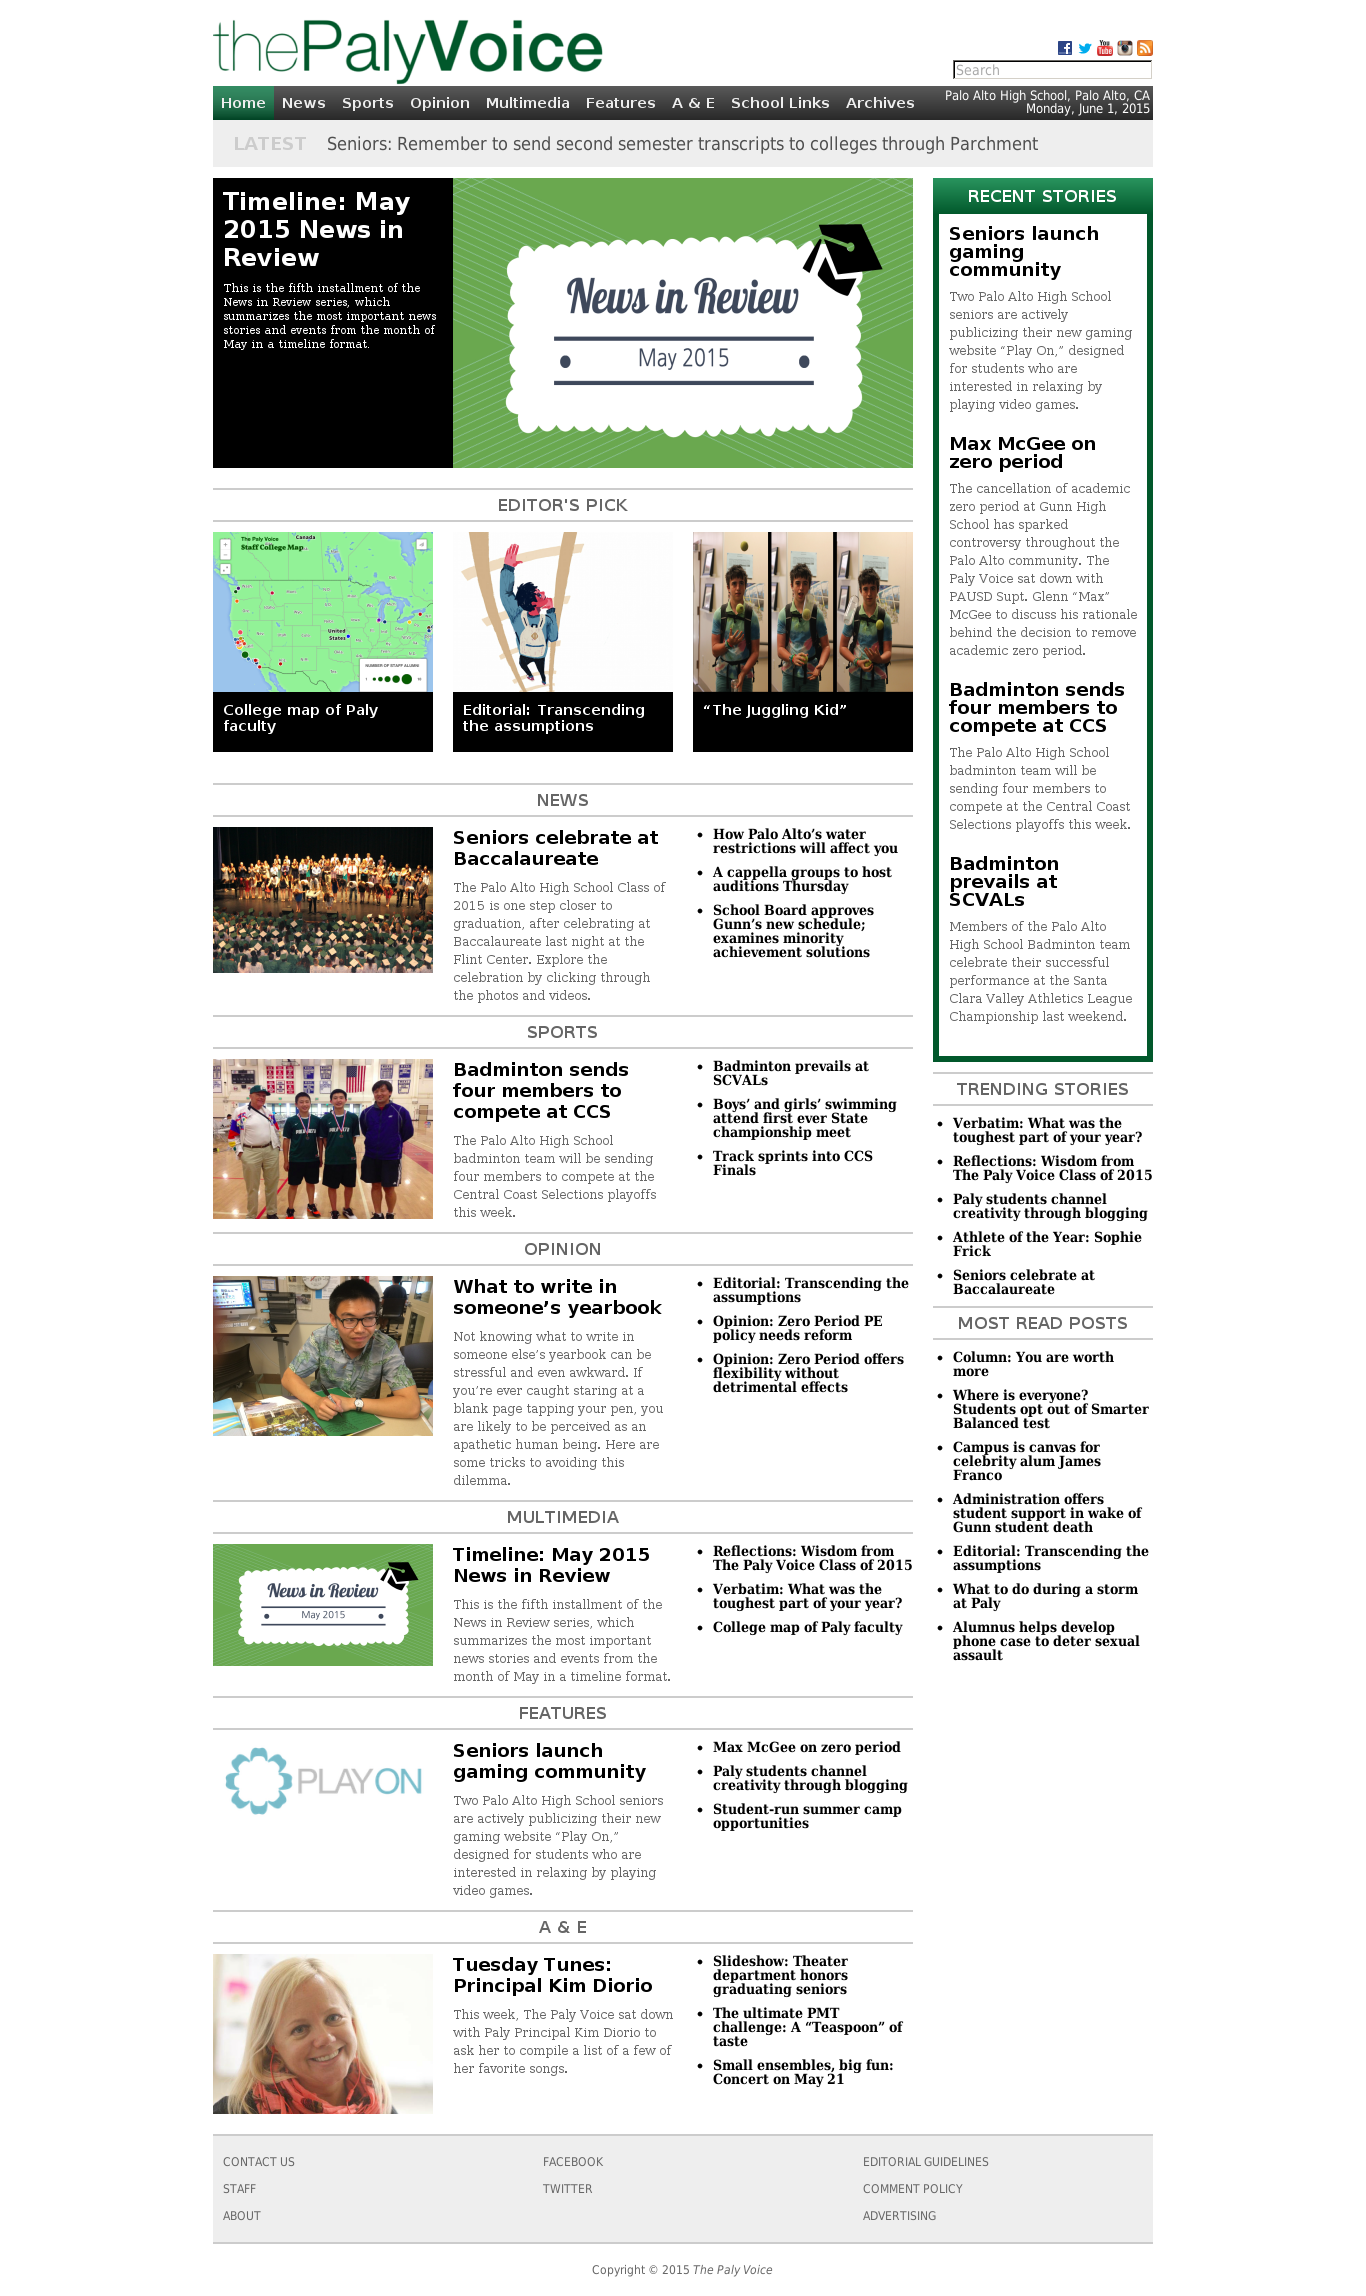 thePalyVoice
Search
Home News Sports Opinion Multimedia Features A & E School Links Archives
Palo Alto High School, Palo Alto, CA
Monday, June 1, 2015
LATEST Seniors: Remember to send second semester transcripts to colleges through Parchment
Timeline: May
2015 News in
Review
This is the fifth installment of the
News in Review series, which
summarizes the most important news
stories and events from the month of
May in a timeline format.
News in Review
May 2015
EDITOR'S PICK
The Paly Voice
Staff College Map
Canada
United
States
NUMBER OF STAFF ALUMNI
College map of Paly
faculty
Editorial: Transcending
the assumptions
“The Juggling Kid”
NEWS
Seniors celebrate at
Baccalaureate
The Palo Alto High School Class of
2015 is one step closer to
graduation, after celebrating at
Baccalaureate last night at the
Flint Center. Explore the
celebration by clicking through
the photos and videos.
• How Palo Alto’s water
restrictions will affect you
• A cappella groups to host
auditions Thursday
• School Board approves
Gunn’s new schedule;
examines minority
achievement solutions
SPORTS
Badminton sends
four members to
compete at CCS
The Palo Alto High School
badminton team will be sending
four members to compete at the
Central Coast Selections playoffs
this week.
• Badminton prevails at
SCVALs
• Boys’ and girls’ swimming
attend first ever State
championship meet
• Track sprints into CCS
Finals
OPINION
What to write in
someone’s yearbook
Not knowing what to write in
someone else’s yearbook can be
stressful and even awkward. If
you’re ever caught staring at a
blank page tapping your pen, you
are likely to be perceived as an
apathetic human being. Here are
some tricks to avoiding this
dilemma.
• Editorial: Transcending the
assumptions
• Opinion: Zero Period PE
policy needs reform
• Opinion: Zero Period offers
flexibility without
detrimental effects
MULTIMEDIA
News in Review
May 2015
Timeline: May 2015
News in Review
This is the fifth installment of the
News in Review series, which
summarizes the most important
news stories and events from the
month of May in a timeline format.
• Reflections: Wisdom from
The Paly Voice Class of 2015
• Verbatim: What was the
toughest part of your year?
• College map of Paly faculty
FEATURES
PLAYON
Seniors launch
gaming community
Two Palo Alto High School seniors
are actively publicizing their new
gaming website “Play On,”
designed for students who are
interested in relaxing by playing
video games.
• Max McGee on zero period
• Paly students channel
creativity through blogging
• Student-run summer camp
opportunities
A & E
Tuesday Tunes:
Principal Kim Diorio
This week, The Paly Voice sat down
with Paly Principal Kim Diorio to
ask her to compile a list of a few of
her favorite songs.
• Slideshow: Theater
department honors
graduating seniors
• The ultimate PMT
challenge: A “Teaspoon” of
taste
• Small ensembles, big fun:
Concert on May 21
RECENT STORIES
Seniors launch
gaming
community
Two Palo Alto High School
seniors are actively
publicizing their new gaming
website “Play On,” designed
for students who are
interested in relaxing by
playing video games.
Max McGee on
zero period
The cancellation of academic
zero period at Gunn High
School has sparked
controversy throughout the
Palo Alto community. The
Paly Voice sat down with
PAUSD Supt. Glenn “Max”
McGee to discuss his rationale
behind the decision to remove
academic zero period.
Badminton sends
four members to
compete at CCS
The Palo Alto High School
badminton team will be
sending four members to
compete at the Central Coast
Selections playoffs this week.
Badminton
prevails at
SCVALs
Members of the Palo Alto
High School Badminton team
celebrate their successful
performance at the Santa
Clara Valley Athletics League
Championship last weekend.
TRENDING STORIES
• Verbatim: What was the
toughest part of your year?
• Reflections: Wisdom from
The Paly Voice Class of 2015
• Paly students channel
creativity through blogging
• Athlete of the Year: Sophie
Frick
• Seniors celebrate at
Baccalaureate
MOST READ POSTS
• Column: You are worth
more
• Where is everyone?
Students opt out of Smarter
Balanced test
• Campus is canvas for
celebrity alum James
Franco
• Administration offers
student support in wake of
Gunn student death
• Editorial: Transcending the
assumptions
• What to do during a storm
at Paly
• Alumnus helps develop
phone case to deter sexual
assault
CONTACT US
STAFF
ABOUT
FACEBOOK
TWITTER
EDITORIAL GUIDELINES
COMMENT POLICY
ADVERTISING
Copyright © 2015 The Paly Voice